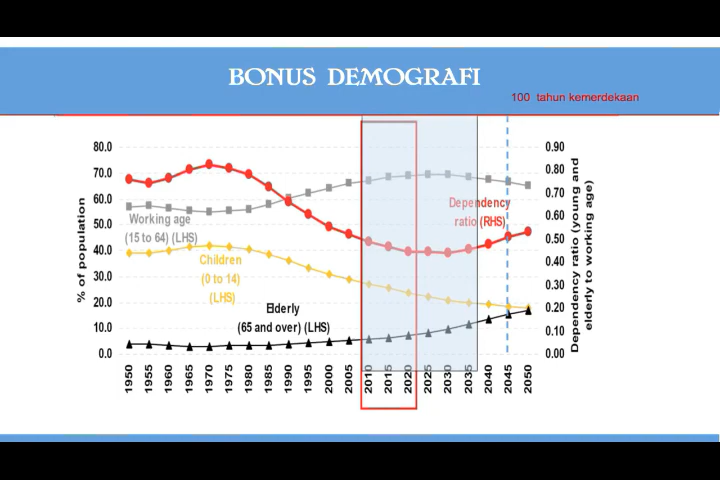 BONUS DEMOGRAFI
100 tahun kemerdekaan
80.0
70.0
60.0
50.0
40.0
30.0
20.0
10.0
0.0
% of population
Working age
(15 to 64) (LHS)
Children
(0 to 14)
(LHS)
Elderly
(65 and over) (LHS)
Dependency
ratio (RHS)
0.90
0.80
0.70
0.60
0.50
0.40
0.30
0.20
0.10
0.00
Dependency ratio (young and
elderly to working age)
1950
1955
1960
1965
1970
1975
1980
1985
1990
1995
2000
2005
2010
2015
2020
2025
2030
2035
2040
2045
2050